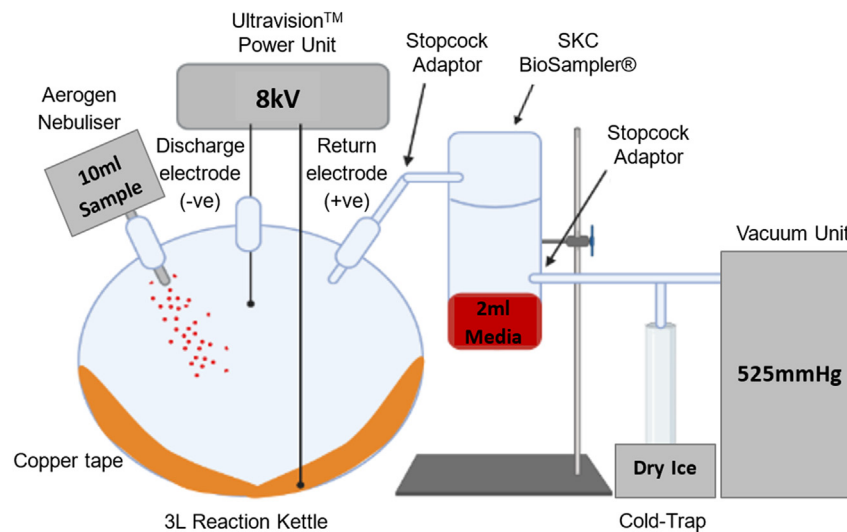 Ultravision™
Power Unit
8kV
Stopcock
Adaptor
SKC
BioSampler®
Aerogen
Nebuliser
10ml
Sample
Discharge
electrode
(-ve)
Return
electrode
(+ve)
Stopcock
Adaptor
Vacuum Unit
2ml
Media
525mmHg
Copper tape
Dry Ice
3L Reaction Kettle
Cold-Trap